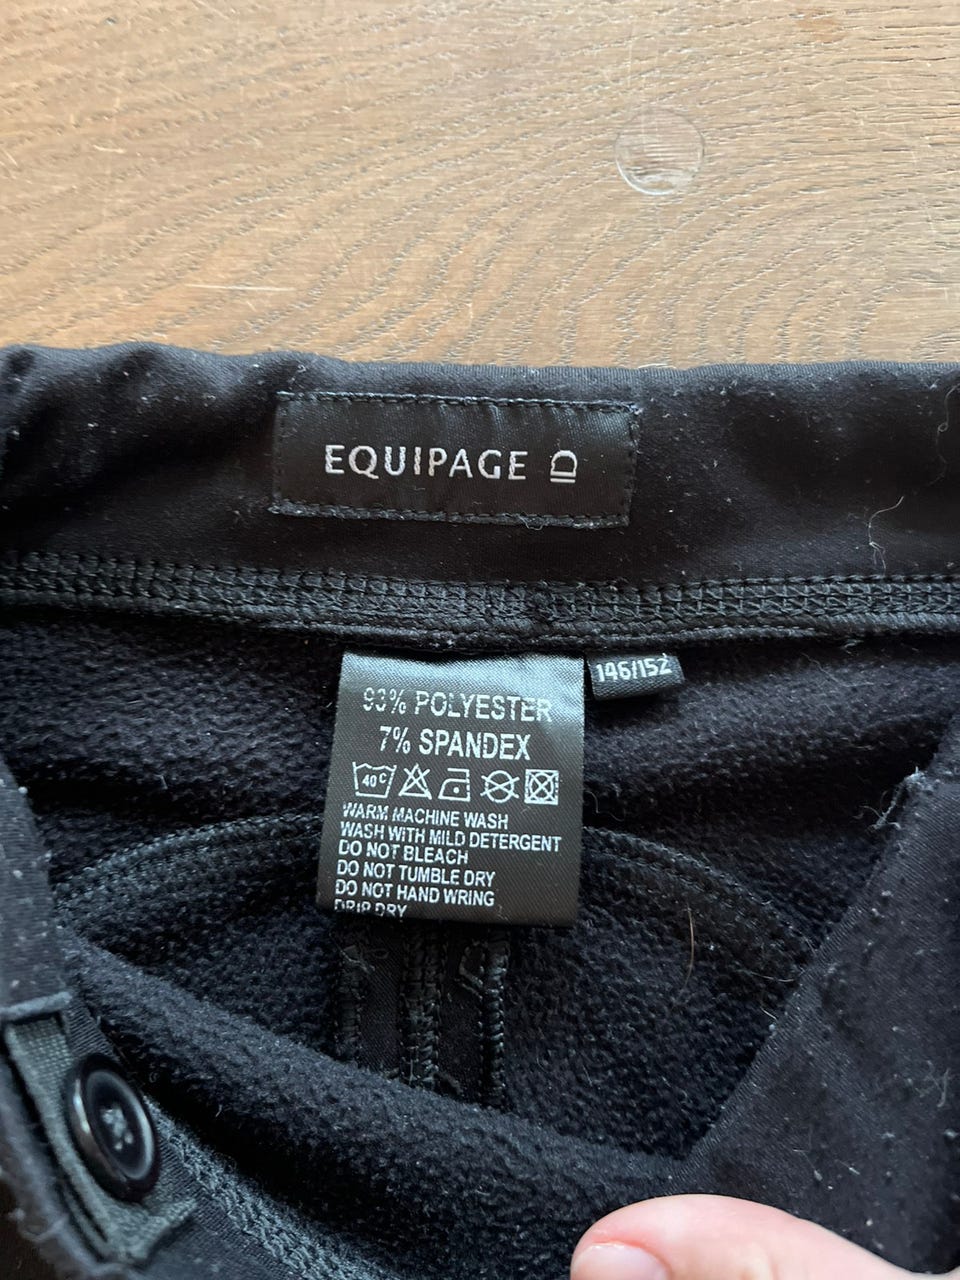 EQUIPAGE
146/152
93% POLYESTER
7% SPANDEX
40C
WARM MACHINE WASH
WASH WITH MILD DETERGENT
DO NOT BLEACH
DO NOT TUMBLE DRY
DO NOT HAND WRING
DRIP DRY